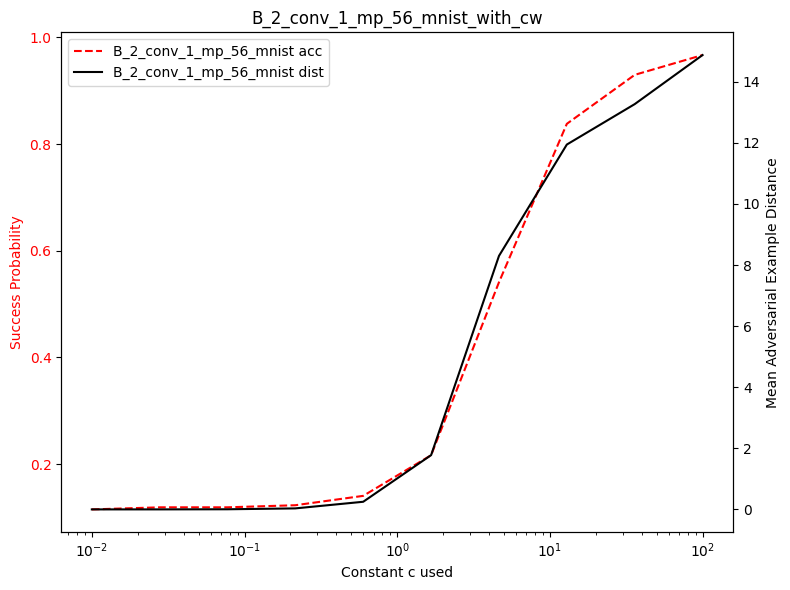 B_2_conv_1_mp_56_mnist_with_cw
B_2_conv_1_mp_56_mnist acc
B_2_conv_1_mp_56_mnist dist
Success Probability
1.0
0.8
0.6
0.4
0.2
14
12
10
8
6
4
2
0
Mean Adversarial Example Distance
10⁻² 10⁻¹ 10⁰ 10¹ 10²
Constant c used